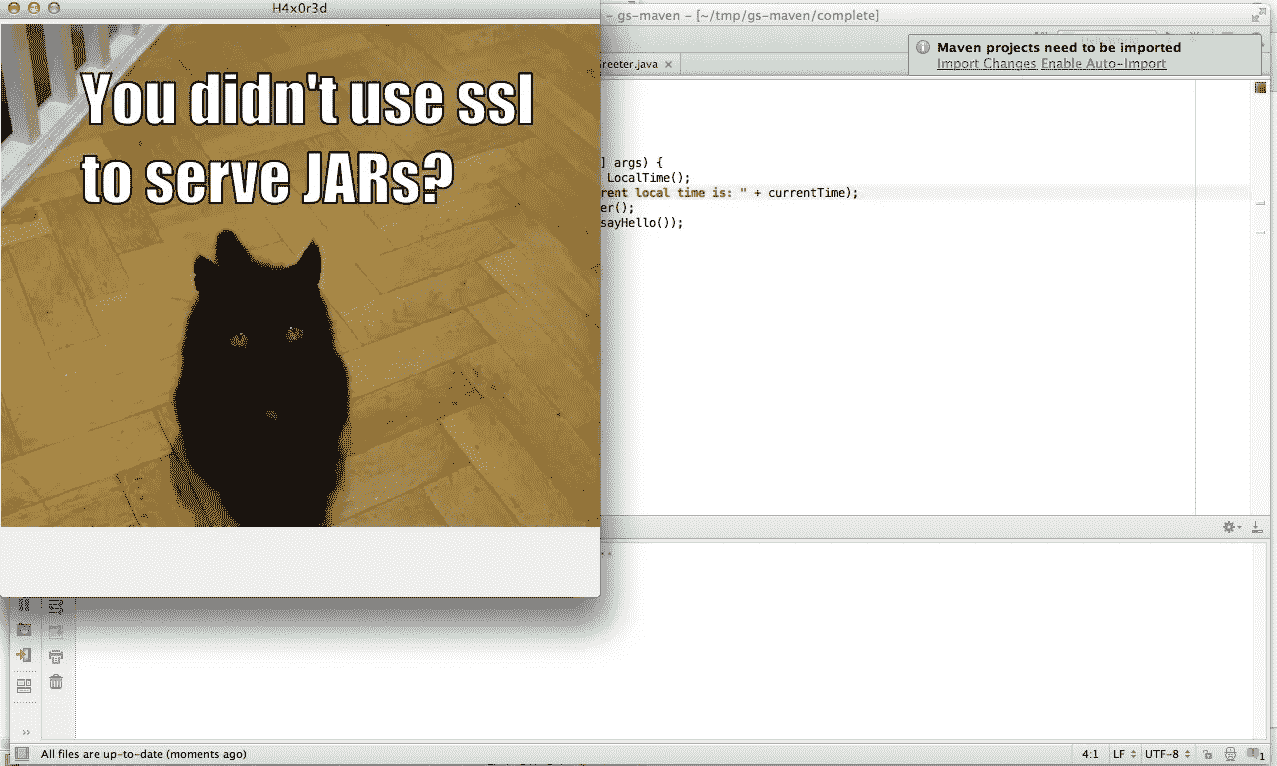 H4x0r3d
– gs-maven – [~/tmp/gs-maven/complete]
You didn't use ssl
to serve JARs?
Maven projects need to be imported
Import Changes Enable Auto-Import
reeter.java
] args) {
LocalTime();
rent local time is: " + currentTime);
er();
sayHello());
All files are up-to-date (moments ago)
4:1 LF UTF-8 1